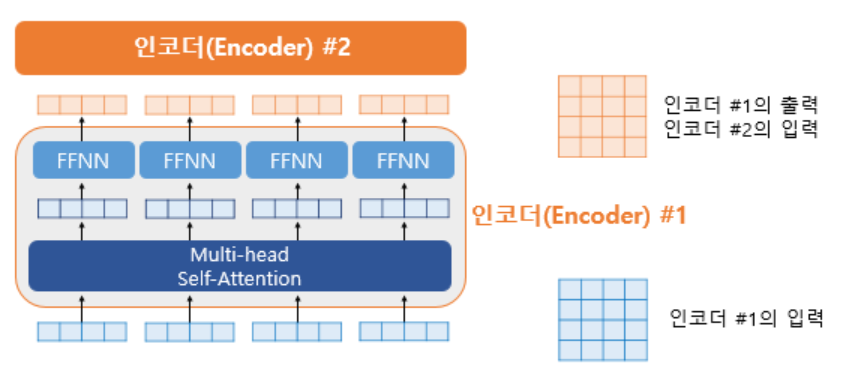 인코더(Encoder) #2
인코더 #1의 출력
인코더 #2의 입력
FFNN
FFNN
FFNN
FFNN
인코더(Encoder) #1
Multi-head
Self-Attention
인코더 #1의 입력